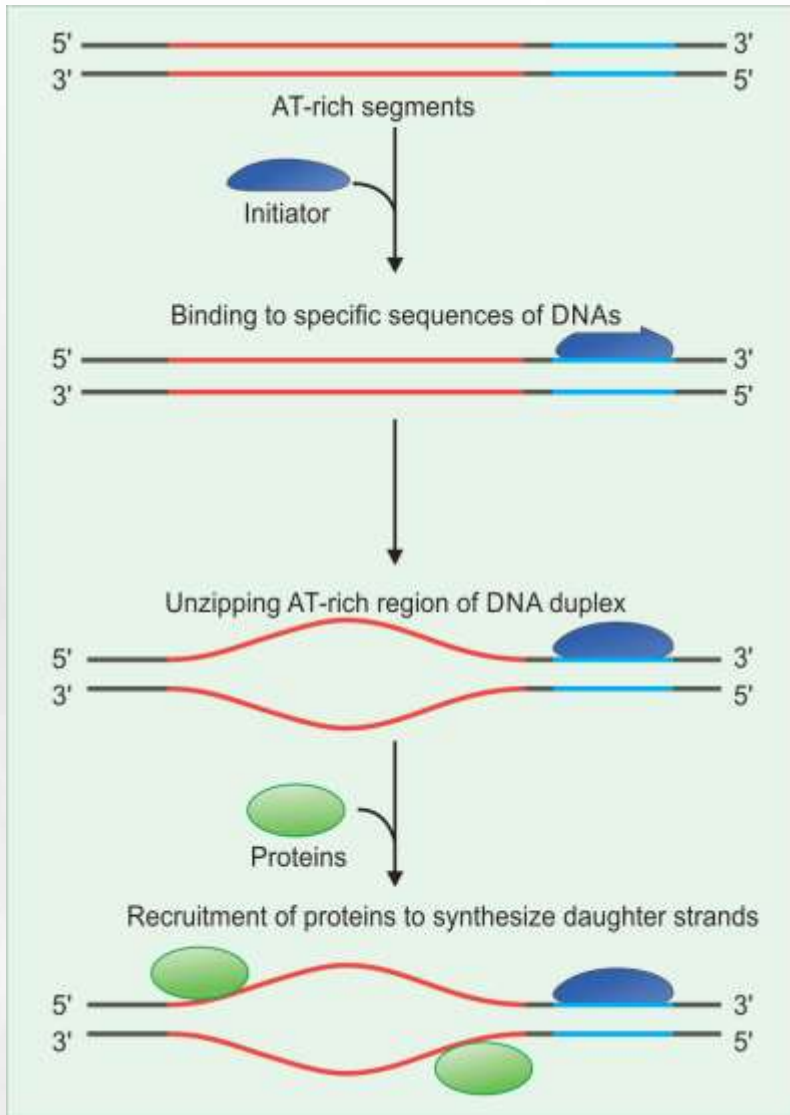 5' 3'
3' 5'
AT-rich segments
Initiator
Binding to specific sequences of DNAs
5' 3'
3' 5'
Unzipping AT-rich region of DNA duplex
5' 3'
3' 5'
Proteins
Recruitment of proteins to synthesize daughter strands
5' 3'
3' 5'